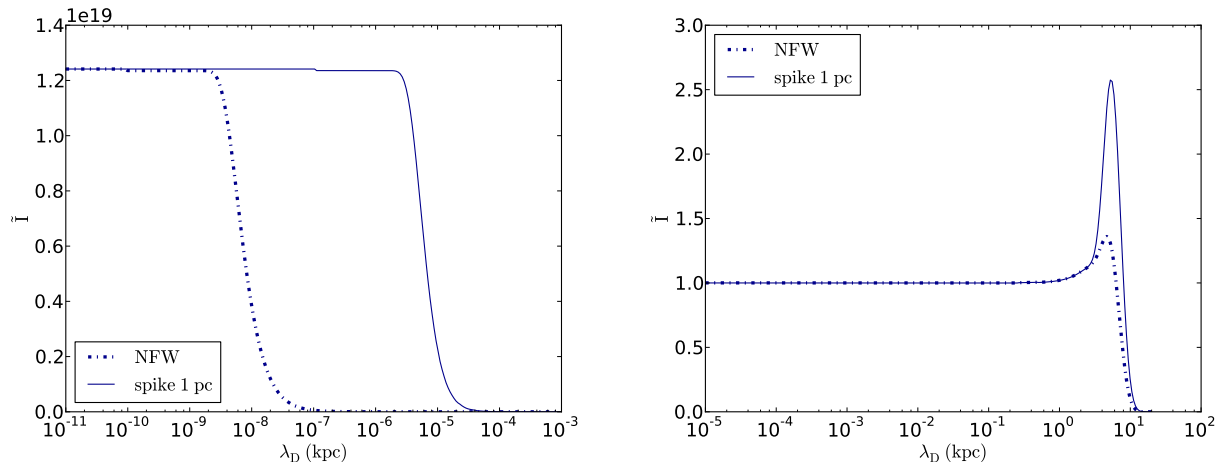 1e19
1.4
1.2
1.0
0.8
0.6
0.4
0.2
0.0
Ĩ
NFW
spike 1 pc
10^-11 10^-10 10^-9 10^-8 10^-7 10^-6 10^-5 10^-4 10^-3
λ_D (kpc)
3.0
2.5
2.0
1.5
1.0
0.5
0.0
Ĩ
NFW
spike 1 pc
10^-5 10^-4 10^-3 10^-2 10^-1 10^0 10^1 10^2
λ_D (kpc)